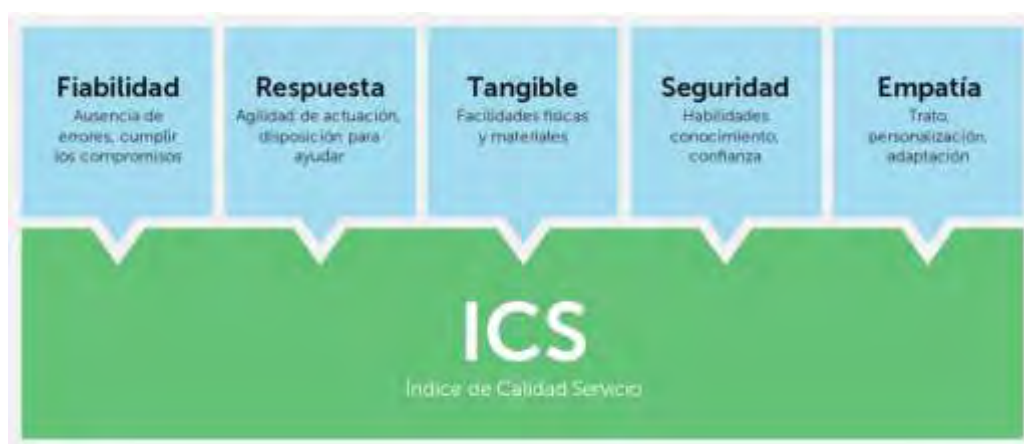 Fiabilidad
Ausencia de
errores, cumplir
los compromisos
Respuesta
Agilidad de actuación,
disposición para
ayudar
Tangible
Facilidades físicas
y materiales
Seguridad
Habilidades,
conocimiento,
confianza
Empatía
Trato,
personalización,
adaptación
ICS
Índice de Calidad Servicio